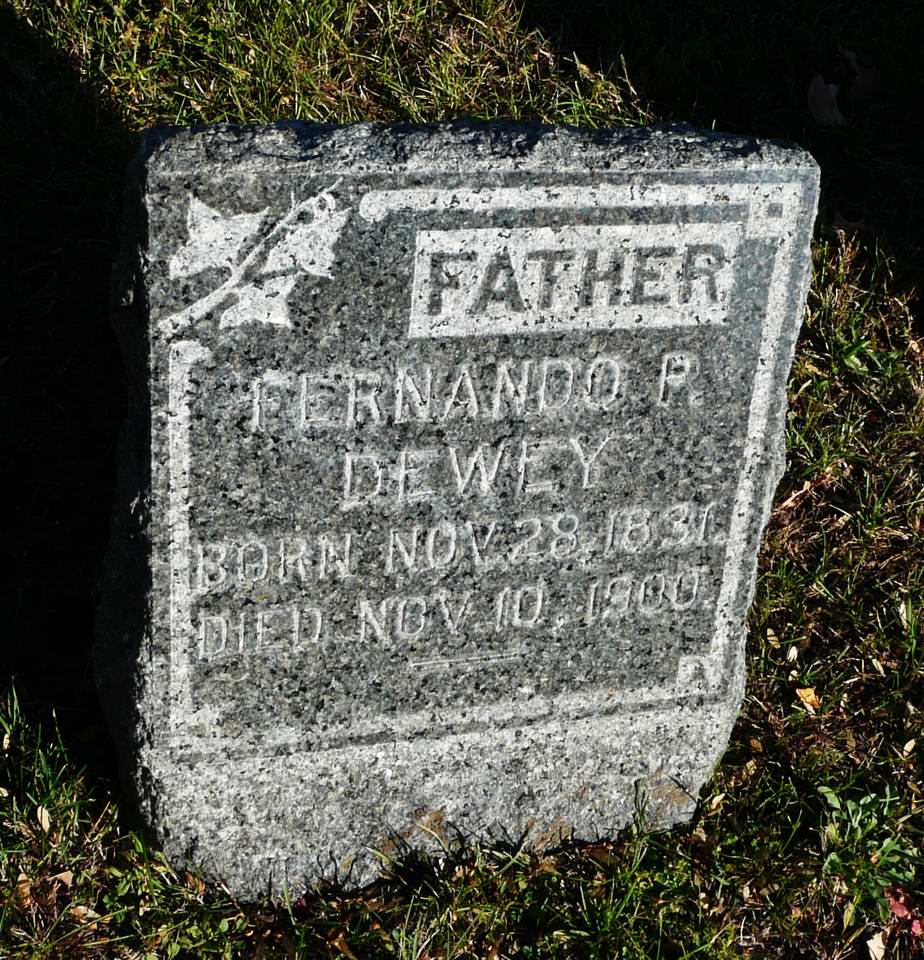 FATHER
FERNANDO P.
DEWEY
BORN NOV. 28, 1831.
DIED NOV. 10, 1900.